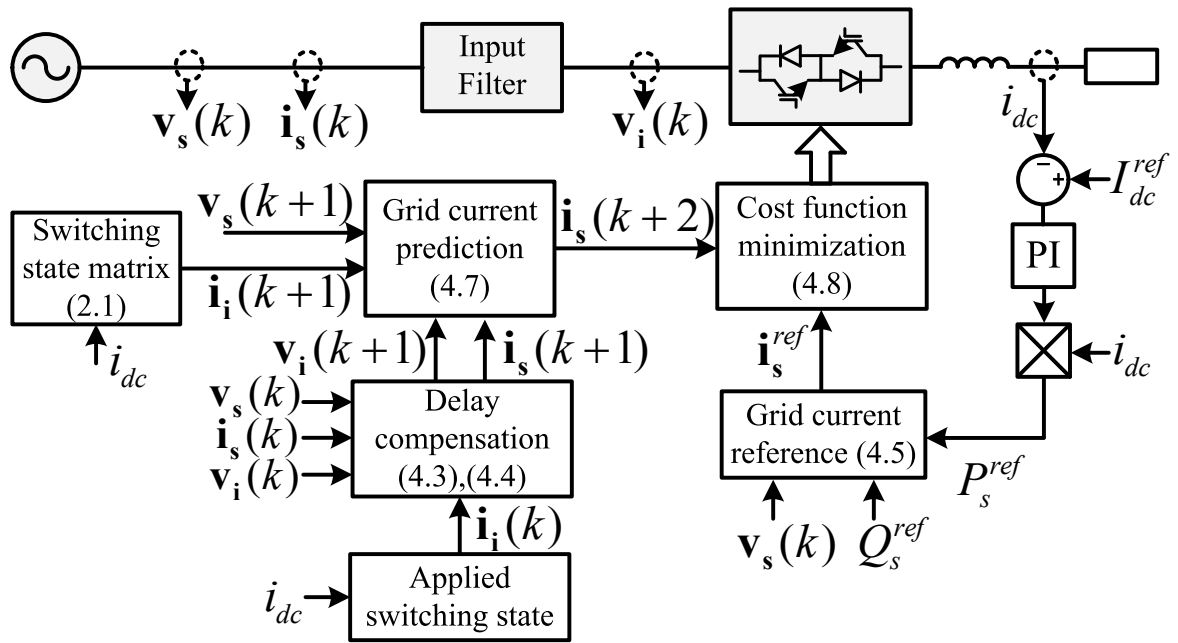 Input
Filter
v_s(k)
i_s(k)
v_i(k)
i_dc
−
+
I_dc^ref
PI
i_dc
P_s^ref
Switching
state matrix
(2.1)
i_dc
v_s(k+1)
i_i(k+1)
Grid current
prediction
(4.7)
i_s(k+2)
Cost function
minimization
(4.8)
v_i(k+1)
i_s(k+1)
i_s^ref
v_s(k)
i_s(k)
v_i(k)
Delay
compensation
(4.3),(4.4)
Grid current
reference (4.5)
v_s(k)
Q_s^ref
i_i(k)
i_dc
Applied
switching state